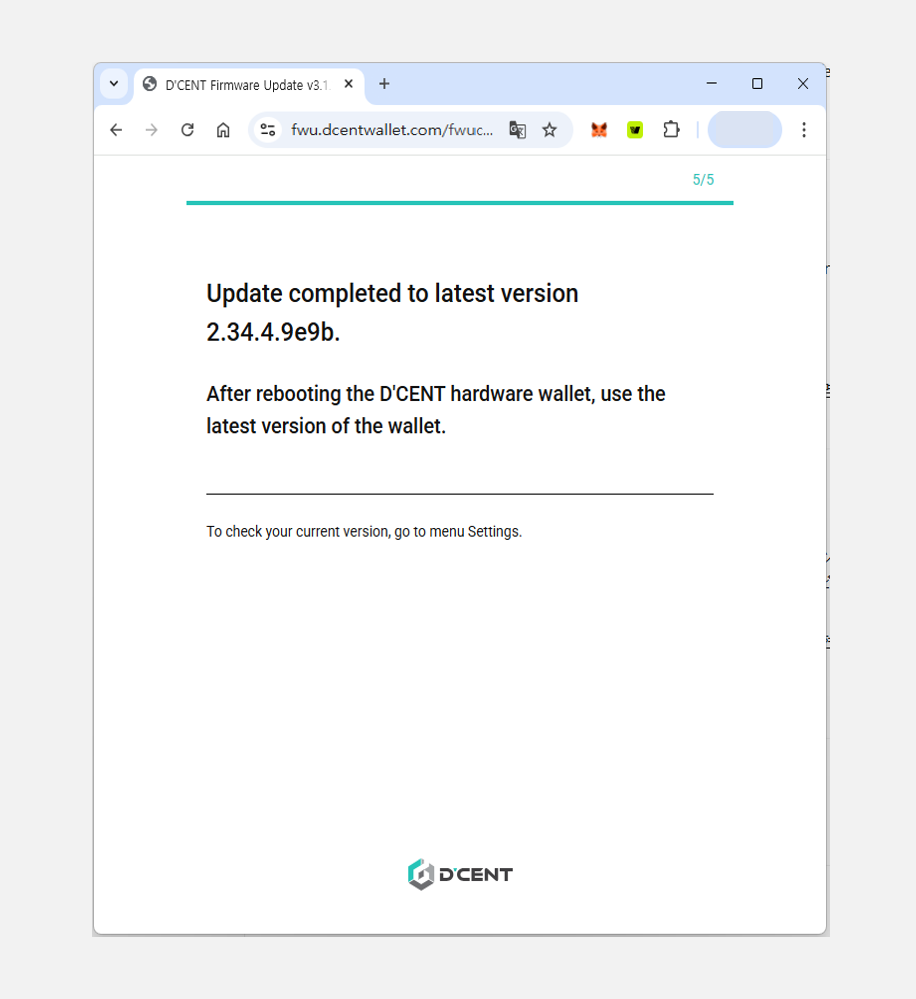 D'CENT Firmware Update v3.1
fwu.dcentwallet.com/fwuc...
5/5
Update completed to latest version
2.34.4.9e9b.
After rebooting the D'CENT hardware wallet, use the
latest version of the wallet.
To check your current version, go to menu Settings.
D'CENT